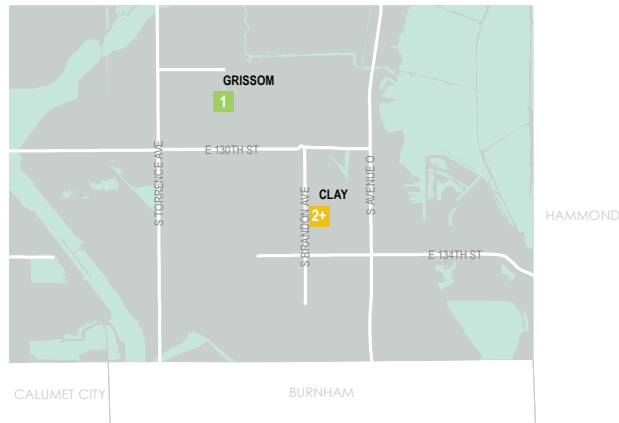 GRISSOM
1
E 130TH ST
S TORRENCE AVE
S AVENUE O
CLAY
2+
S BRANDON AVE
HAMMOND
E 134TH ST
CALUMET CITY
BURNHAM